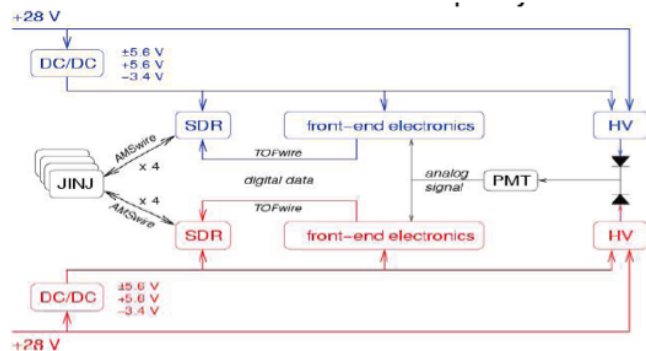 +28 V
DC/DC
±5.6 V
+5.6 V
−3.4 V
SDR
front−end electronics
HV
AMSwire
x 4
TOFwire
JINJ
digital data
analog
signal
PMT
x 4
AMSwire
TOFwire
SDR
front−end electronics
HV
DC/DC
±5.6 V
+5.6 V
−3.4 V
+28 V